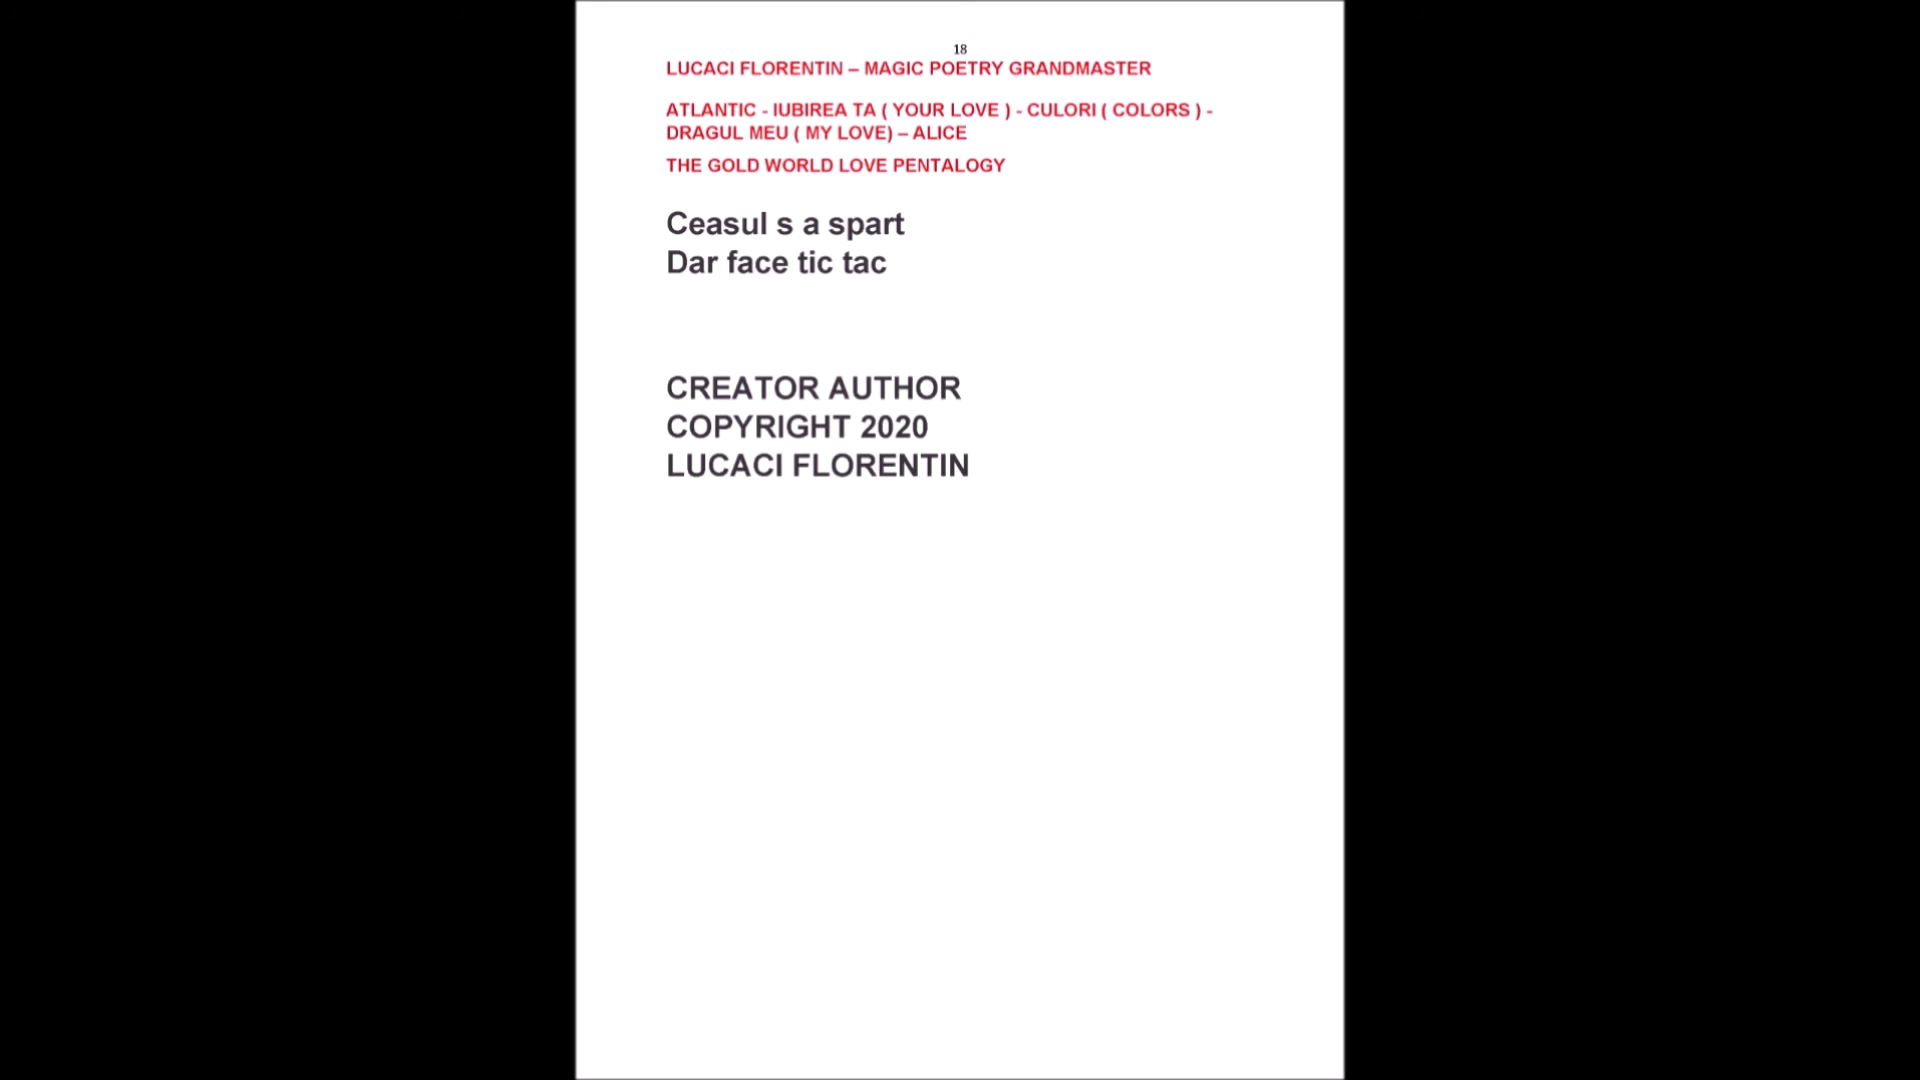 18
LUCACI FLORENTIN – MAGIC POETRY GRANDMASTER
ATLANTIC - IUBIREA TA ( YOUR LOVE ) - CULORI ( COLORS ) -
DRAGUL MEU ( MY LOVE) – ALICE
THE GOLD WORLD LOVE PENTALOGY
Ceasul s a spart
Dar face tic tac
CREATOR AUTHOR
COPYRIGHT 2020
LUCACI FLORENTIN